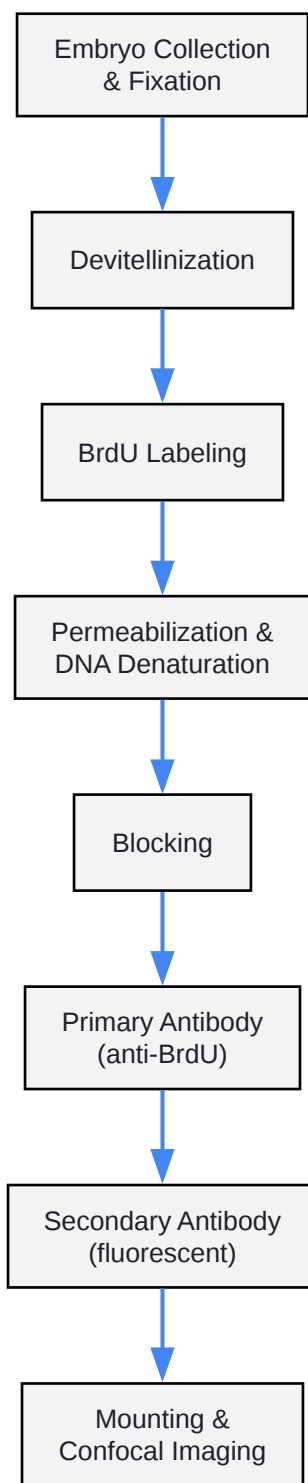 Embryo Collection
& Fixation
Devitellinization
BrdU Labeling
Permeabilization &
DNA Denaturation
Blocking
Primary Antibody
(anti-BrdU)
Secondary Antibody
(fluorescent)
Mounting &
Confocal Imaging